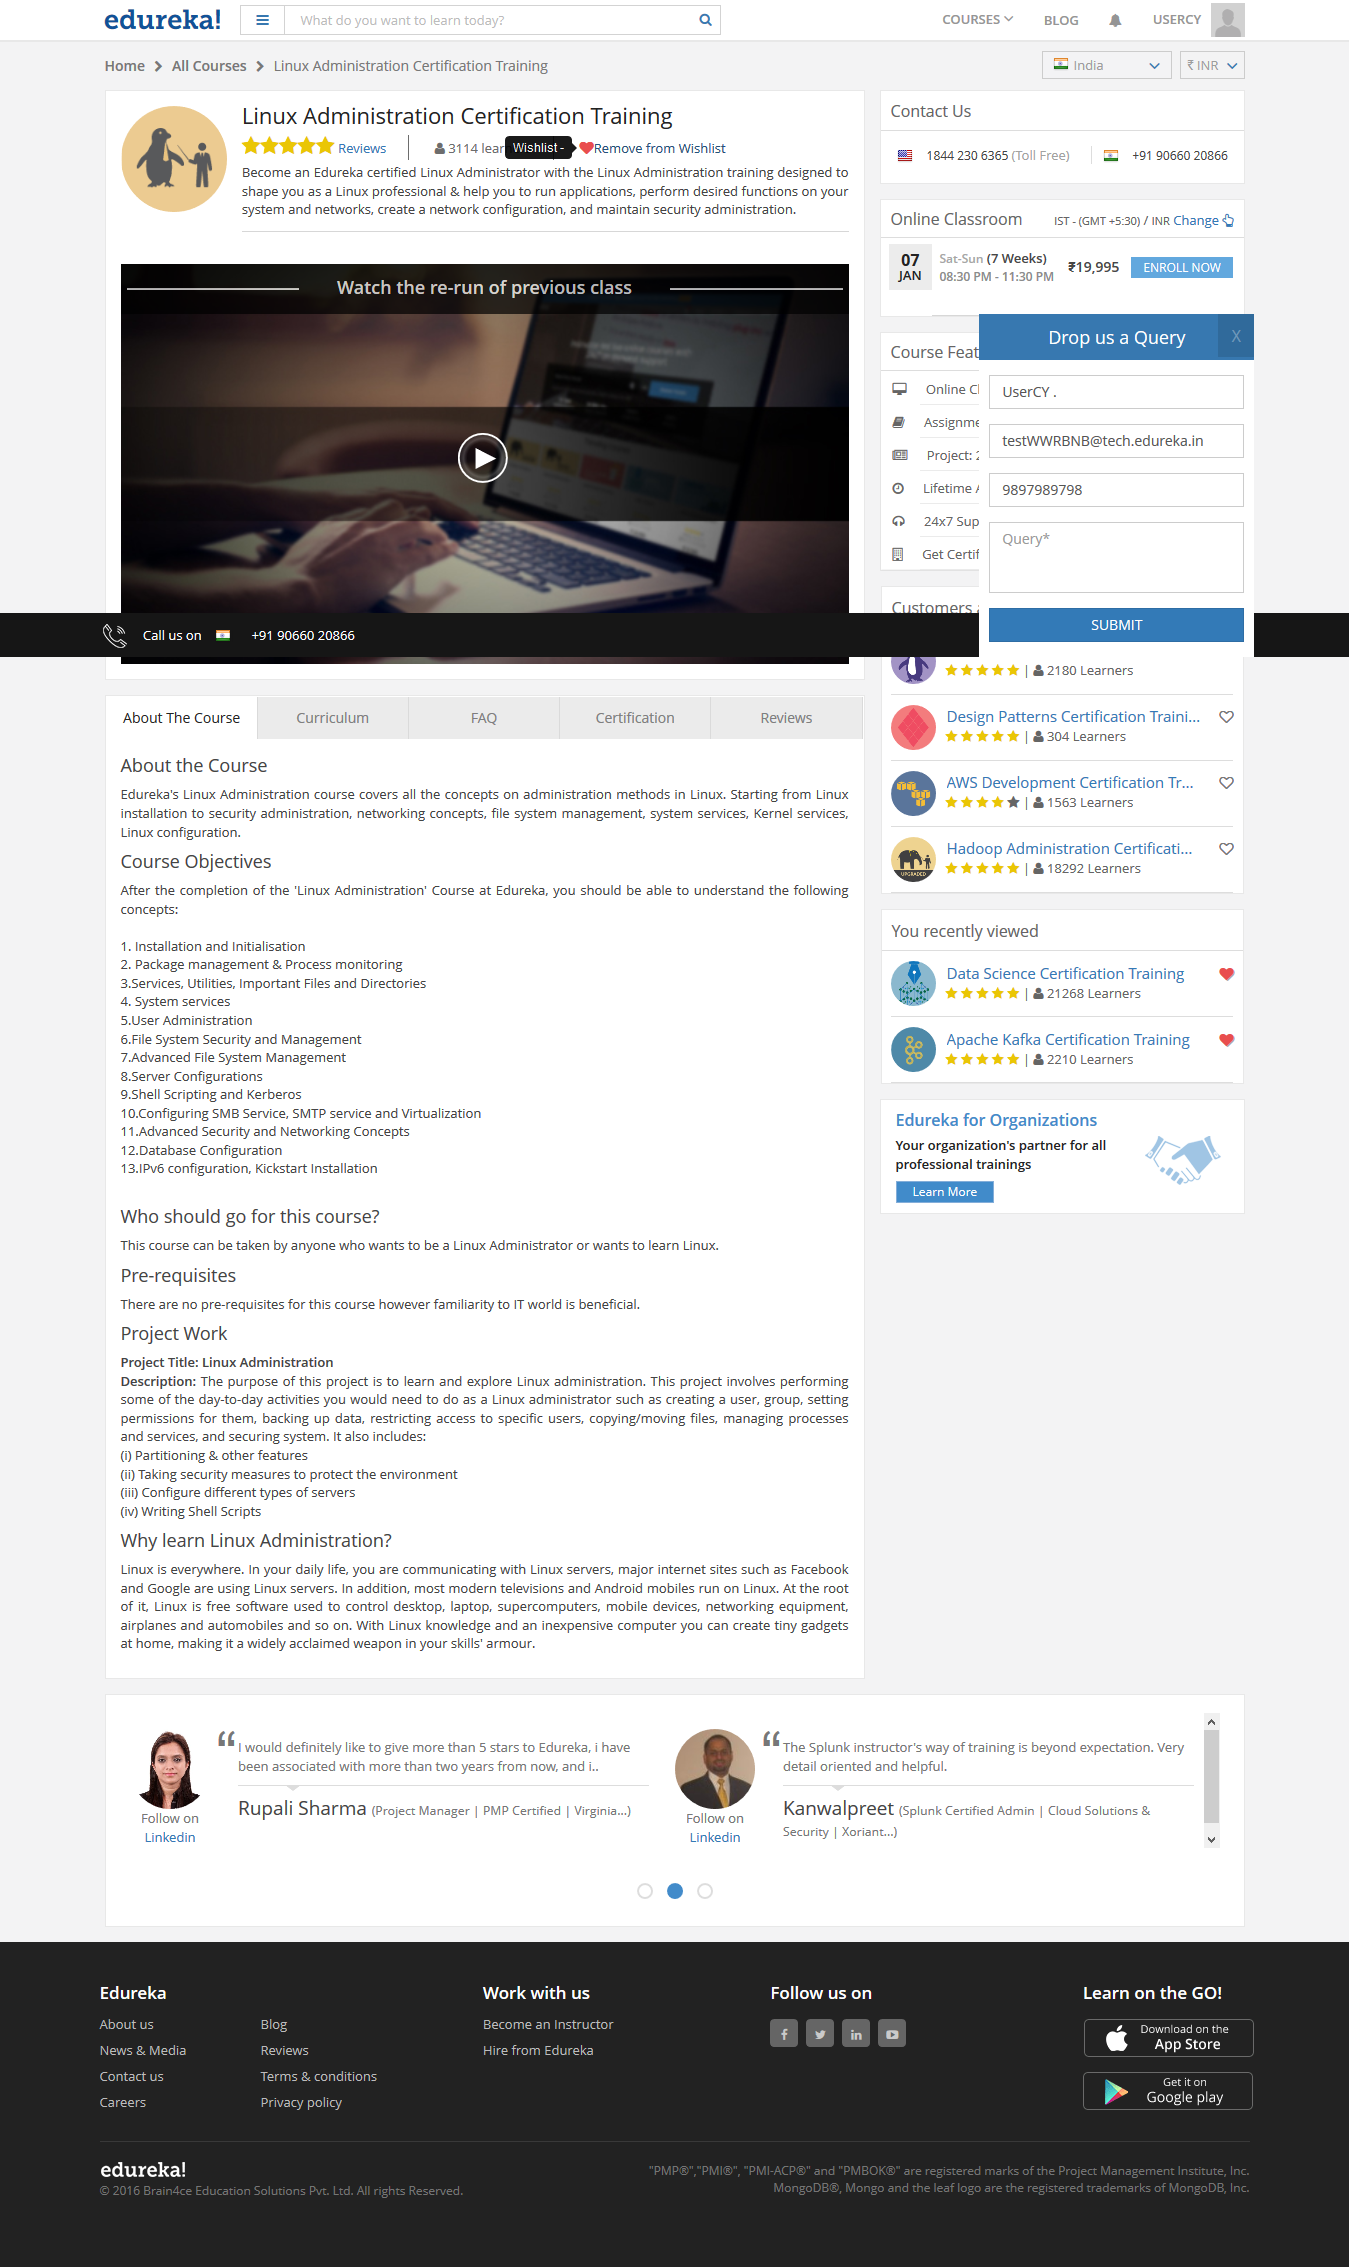 edureka!
What do you want to learn today?
COURSES
BLOG
USERCY
Home > All Courses > Linux Administration Certification Training
India
₹ INR
Linux Administration Certification Training
Reviews
3114 lear
Wishlist -
Remove from Wishlist
Become an Edureka certified Linux Administrator with the Linux Administration training designed to
shape you as a Linux professional & help you to run applications, perform desired functions on your
system and networks, create a network configuration, and maintain security administration.
Watch the re-run of previous class
Contact Us
1844 230 6365 (Toll Free)
+91 90660 20866
Online Classroom
IST - (GMT +5:30) / INR Change
07
JAN
Sat-Sun (7 Weeks)
08:30 PM - 11:30 PM
₹19,995
ENROLL NOW
Course Feat
Online Cl
Assignme
Project: 2
Lifetime A
24x7 Sup
Get Certif
Drop us a Query
X
UserCY .
testWWRBNB@tech.edureka.in
9897989798
Query*
SUBMIT
Customers
Call us on
+91 90660 20866
| 2180 Learners
Design Patterns Certification Traini...
| 304 Learners
AWS Development Certification Tr...
| 1563 Learners
Hadoop Administration Certificati...
UPGRADED
| 18292 Learners
You recently viewed
Data Science Certification Training
| 21268 Learners
Apache Kafka Certification Training
| 2210 Learners
Edureka for Organizations
Your organization's partner for all
professional trainings
Learn More
About The Course
Curriculum
FAQ
Certification
Reviews
About the Course
Edureka's Linux Administration course covers all the concepts on administration methods in Linux. Starting from Linux
installation to security administration, networking concepts, file system management, system services, Kernel services,
Linux configuration.
Course Objectives
After the completion of the 'Linux Administration' Course at Edureka, you should be able to understand the following
concepts:
1. Installation and Initialisation
2. Package management & Process monitoring
3.Services, Utilities, Important Files and Directories
4. System services
5.User Administration
6.File System Security and Management
7.Advanced File System Management
8.Server Configurations
9.Shell Scripting and Kerberos
10.Configuring SMB Service, SMTP service and Virtualization
11.Advanced Security and Networking Concepts
12.Database Configuration
13.IPv6 configuration, Kickstart Installation
Who should go for this course?
This course can be taken by anyone who wants to be a Linux Administrator or wants to learn Linux.
Pre-requisites
There are no pre-requisites for this course however familiarity to IT world is beneficial.
Project Work
Project Title: Linux Administration
Description: The purpose of this project is to learn and explore Linux administration. This project involves performing
some of the day-to-day activities you would need to do as a Linux administrator such as creating a user, group, setting
permissions for them, backing up data, restricting access to specific users, copying/moving files, managing processes
and services, and securing system. It also includes:
(i) Partitioning & other features
(ii) Taking security measures to protect the environment
(iii) Configure different types of servers
(iv) Writing Shell Scripts
Why learn Linux Administration?
Linux is everywhere. In your daily life, you are communicating with Linux servers, major internet sites such as Facebook
and Google are using Linux servers. In addition, most modern televisions and Android mobiles run on Linux. At the root
of it, Linux is free software used to control desktop, laptop, supercomputers, mobile devices, networking equipment,
airplanes and automobiles and so on. With Linux knowledge and an inexpensive computer you can create tiny gadgets
at home, making it a widely acclaimed weapon in your skills' armour.
“I would definitely like to give more than 5 stars to Edureka, i have
been associated with more than two years from now, and i..
Rupali Sharma (Project Manager | PMP Certified | Virginia...)
Follow on
Linkedin
“The Splunk instructor's way of training is beyond expectation. Very
detail oriented and helpful.
Kanwalpreet (Splunk Certified Admin | Cloud Solutions &
Security | Xoriant...)
Follow on
Linkedin
Edureka
About us
News & Media
Contact us
Careers
Blog
Reviews
Terms & conditions
Privacy policy
Work with us
Become an Instructor
Hire from Edureka
Follow us on
Learn on the GO!
Download on the
App Store
Get it on
Google play
edureka!
© 2016 Brain4ce Education Solutions Pvt. Ltd. All rights Reserved.
"PMP®","PMI®", "PMI-ACP®" and "PMBOK®" are registered marks of the Project Management Institute, Inc.
MongoDB®, Mongo and the leaf logo are the registered trademarks of MongoDB, Inc.